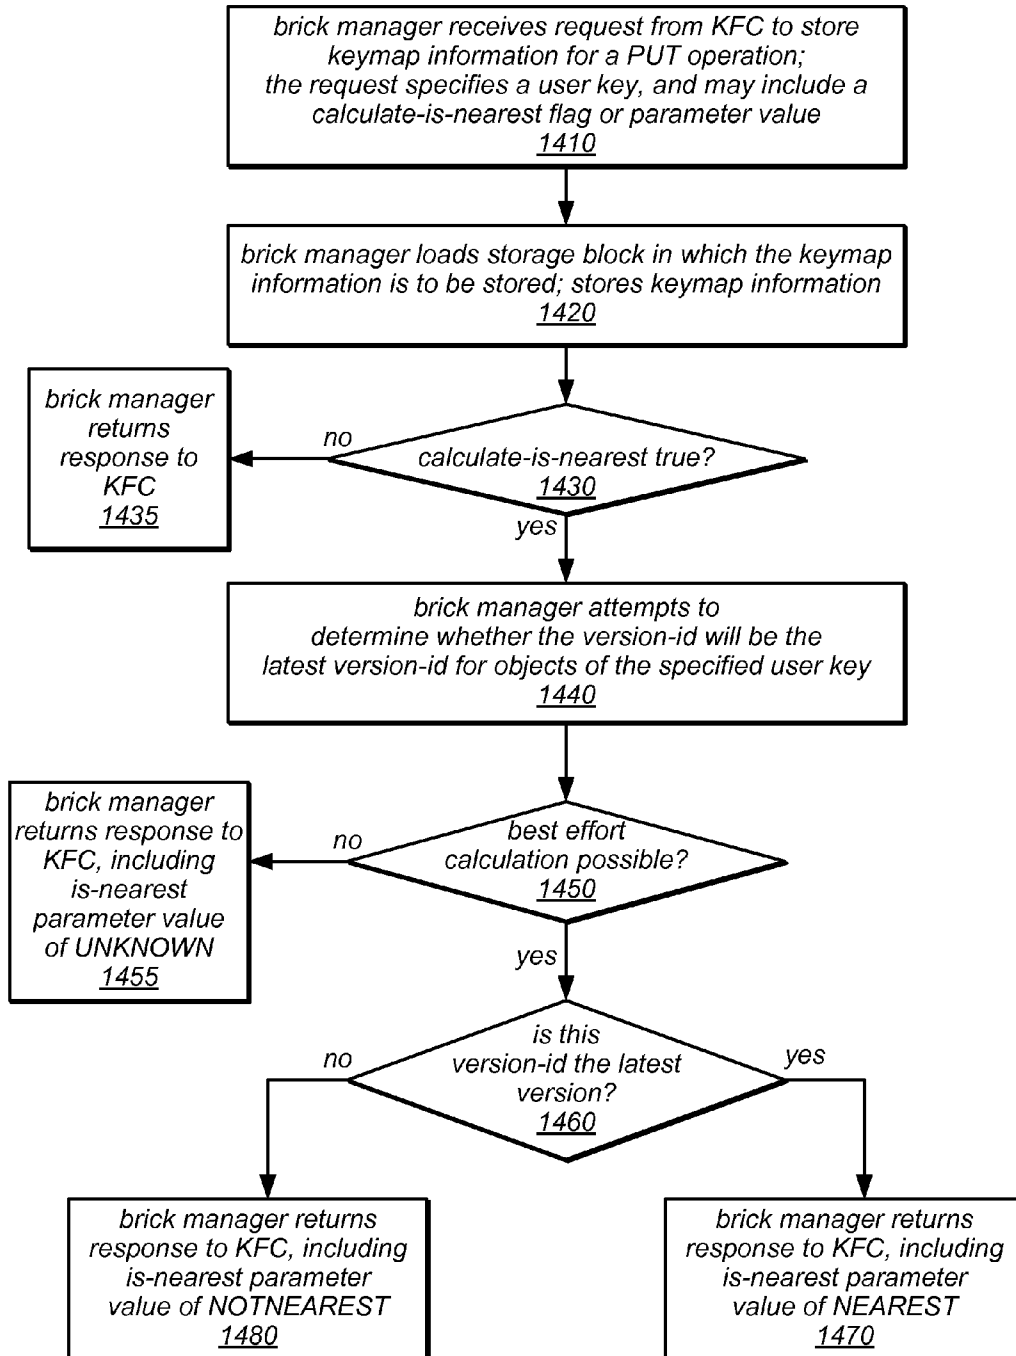 brick manager receives request from KFC to store
keymap information for a PUT operation;
the request specifies a user key, and may include a
calculate-is-nearest flag or parameter value
1410
brick manager loads storage block in which the keymap
information is to be stored; stores keymap information
1420
brick manager
returns
response to
KFC
1435
no
calculate-is-nearest true?
1430
yes
brick manager attempts to
determine whether the version-id will be the
latest version-id for objects of the specified user key
1440
brick manager
returns response to
KFC, including
is-nearest
parameter value
of UNKNOWN
1455
no
best effort
calculation possible?
1450
yes
no
is this
version-id the latest
version?
1460
yes
brick manager returns
response to KFC, including
is-nearest parameter
value of NOTNEAREST
1480
brick manager returns
response to KFC, including
is-nearest parameter
value of NEAREST
1470